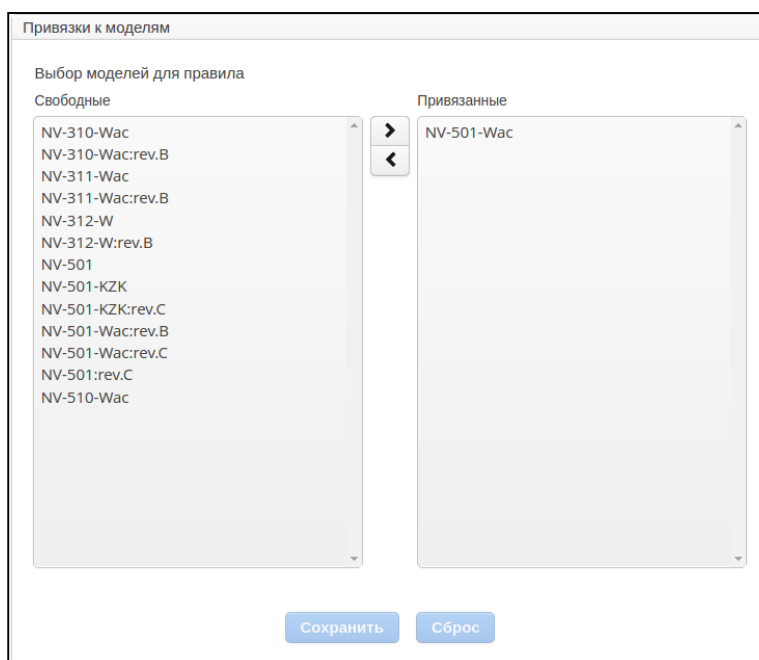 Привязки к моделям
Выбор моделей для правила
Свободные
Привязанные
NV-310-Wac
NV-310-Wac:rev.B
NV-311-Wac
NV-311-Wac:rev.B
NV-312-W
NV-312-W:rev.B
NV-501
NV-501-KZK
NV-501-KZK:rev.C
NV-501-Wac:rev.B
NV-501-Wac:rev.C
NV-501:rev.C
NV-510-Wac
NV-501-Wac
Сохранить
Сброс